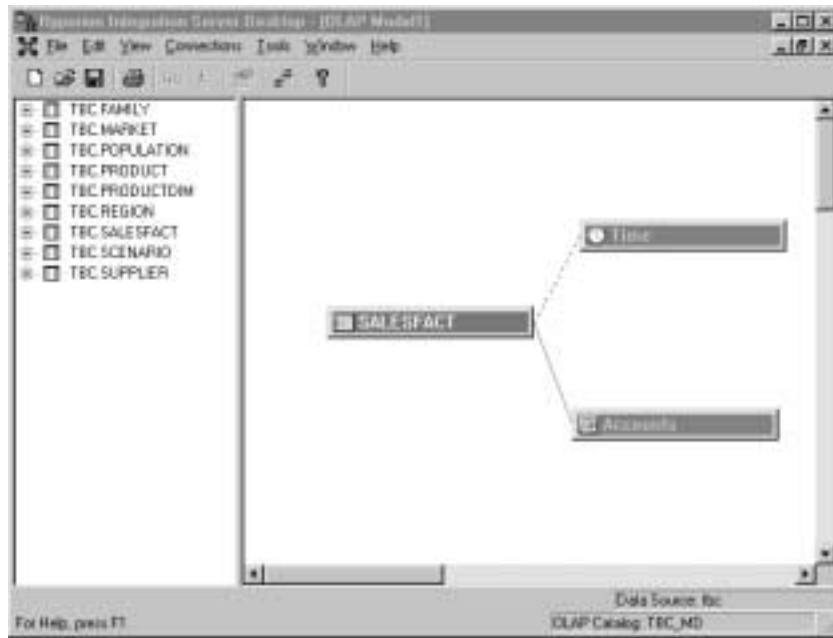 Hyperion Integration Server Desktop - [OLAP Model1]
File Edit View Connections Tools Window Help
TBC.FAMILY
TBC.MARKET
TBC.POPULATION
TBC.PRODUCT
TBC.PRODUCTDIM
TBC.REGION
TBC.SALESFACT
TBC.SCENARIO
TBC.SUPPLIER
Time
SALESFACT
Accounts
Data Source: tbc
For Help, press F1
OLAP Catalog: TBC_MD